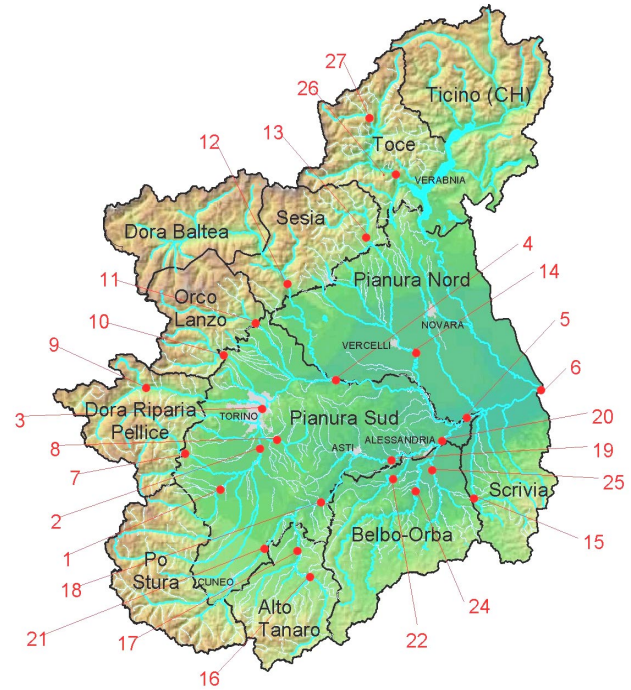 27
26
Ticino (CH)
12
13
Toce
VERABNIA
Sesia
Dora Baltea
4
11
Orco
Lanzo
Pianura Nord
14
10
NOVARA
5
9
VERCELLI
6
3
Dora Riparia
Pellice
TORINO
Pianura Sud
20
8
ASTI
ALESSANDRIA
19
7
25
2
Scrivia
1
Belbo-Orba
15
18
Po
Stura
CUNEO
24
21
Alto
Tanaro
22
17
16